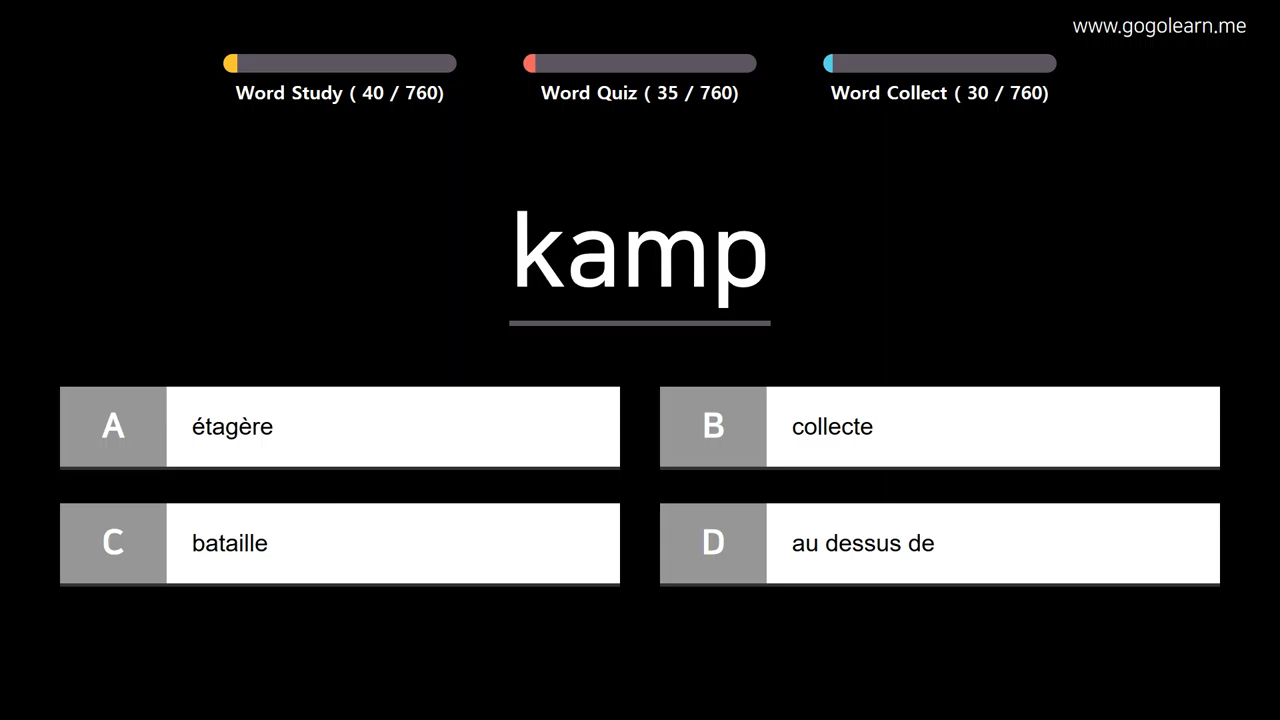 www.gogolearn.me
Word Study ( 40 / 760)
Word Quiz ( 35 / 760)
Word Collect ( 30 / 760)
kamp
A étagère
B collecte
C bataille
D au dessus de